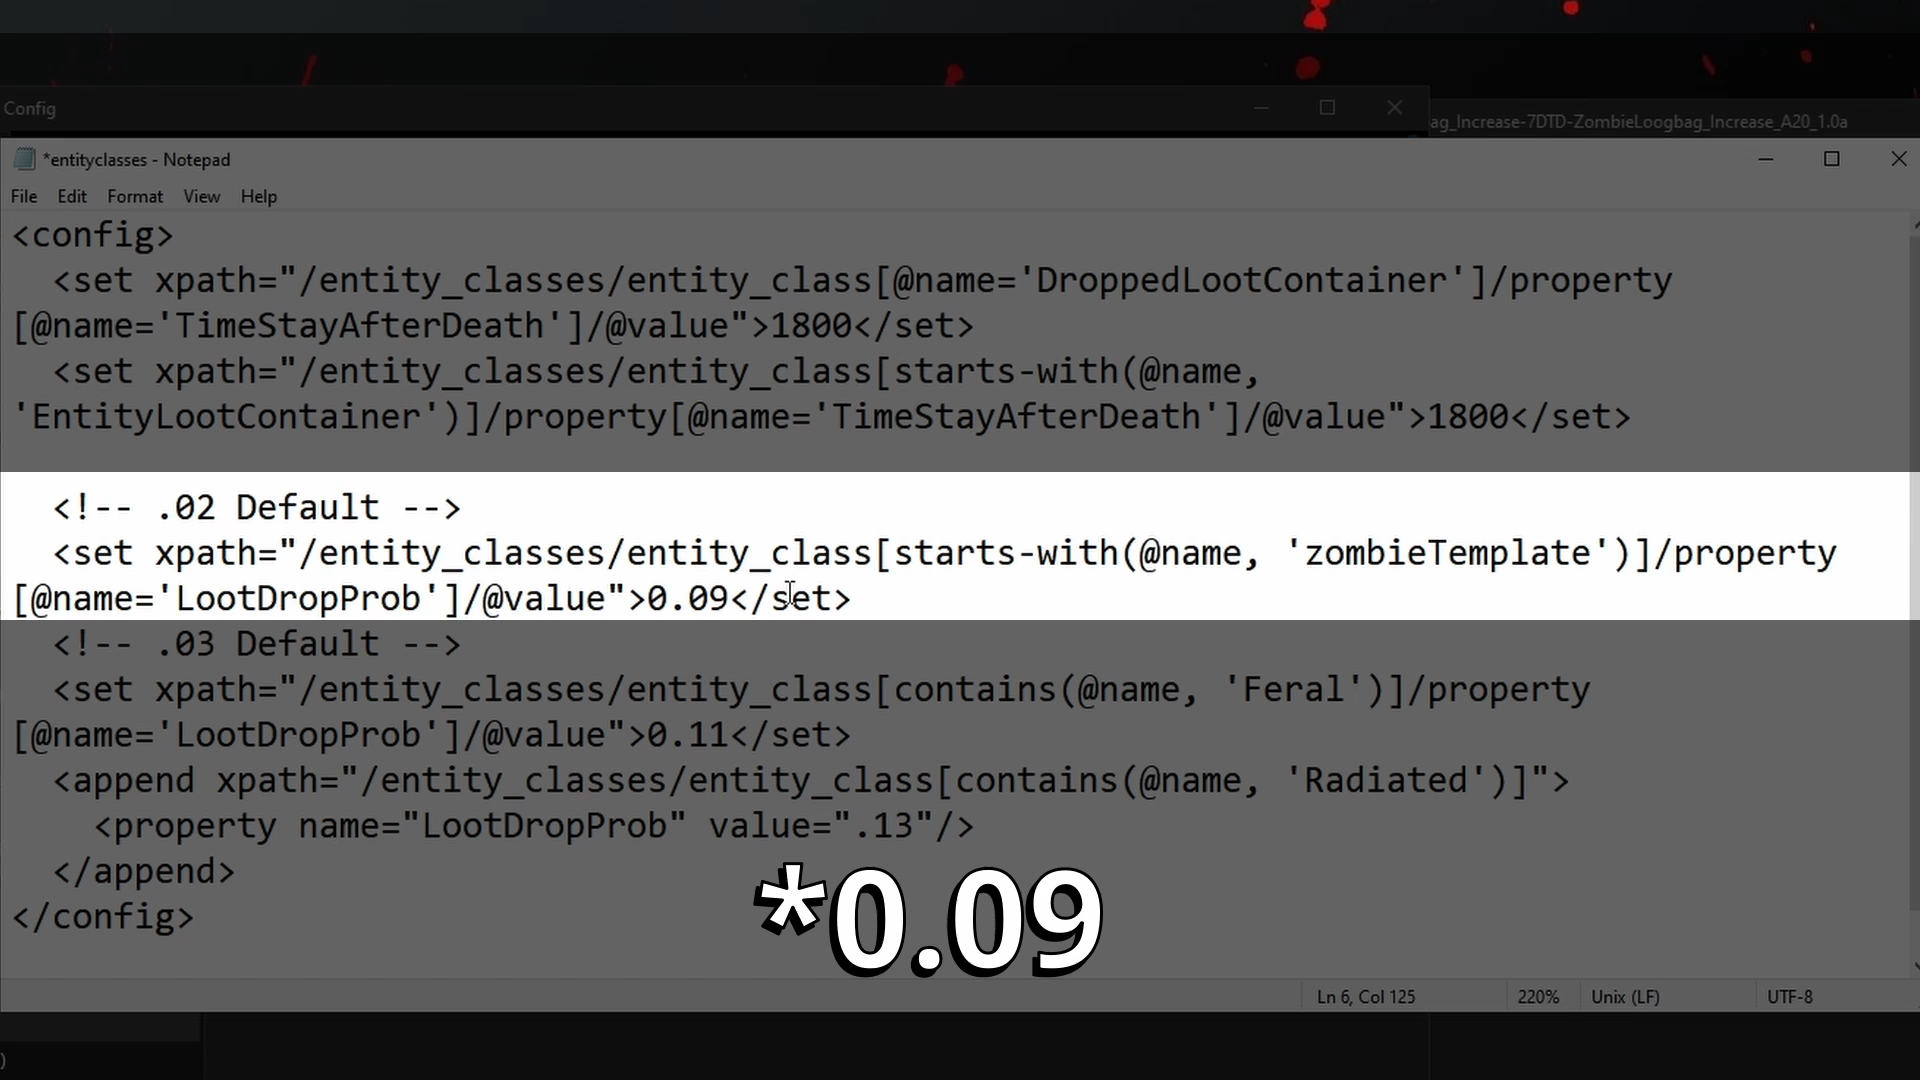 Config
ag_Increase-7DTD-ZombieLoogbag_Increase_A20_1.0a
*entityclasses - Notepad
File Edit Format View Help
<config>
  <set xpath="/entity_classes/entity_class[@name='DroppedLootContainer']/property
[@name='TimeStayAfterDeath']/@value">1800</set>
  <set xpath="/entity_classes/entity_class[starts-with(@name,
'EntityLootContainer')]/property[@name='TimeStayAfterDeath']/@value">1800</set>
  <!-- .02 Default -->
  <set xpath="/entity_classes/entity_class[starts-with(@name, 'zombieTemplate')]/property
[@name='LootDropProb']/@value">0.09</set>
  <!-- .03 Default -->
  <set xpath="/entity_classes/entity_class[contains(@name, 'Feral')]/property
[@name='LootDropProb']/@value">0.11</set>
  <append xpath="/entity_classes/entity_class[contains(@name, 'Radiated')]">
    <property name="LootDropProb" value=".13"/>
  </append>
</config>
*0.09
Ln 6, Col 125 220% Unix (LF) UTF-8
)